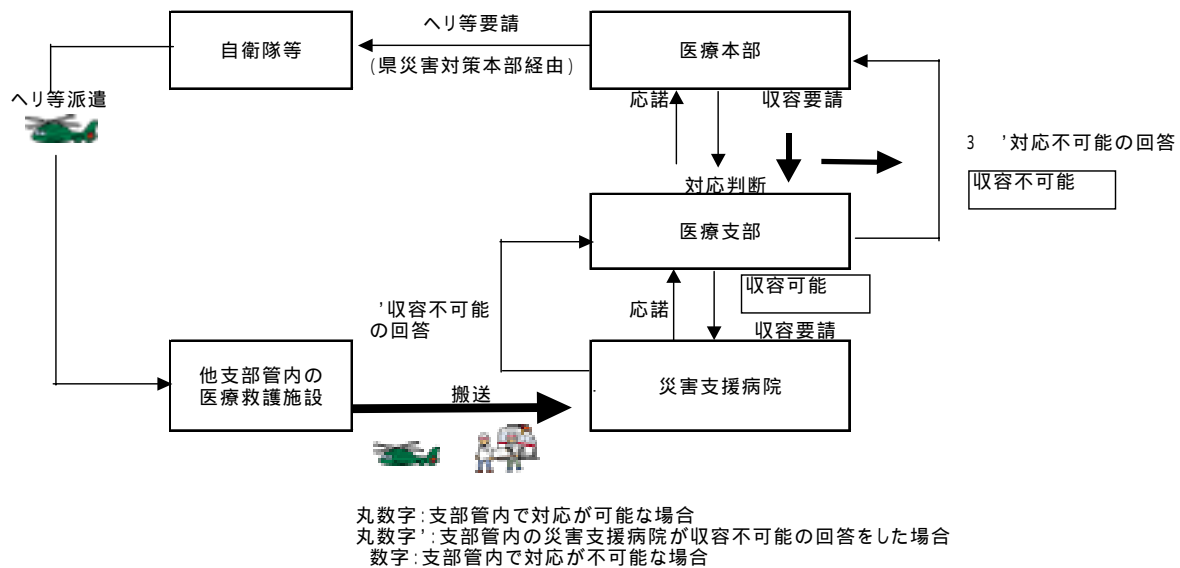 ヘリ等要請
自衛隊等
医療本部
(県災害対策本部経由)
ヘリ等派遣
応諾
収容要請
3 ’対応不可能の回答
収容不可能
対応判断
医療支部
収容可能
’収容不可能
の回答
応諾
収容要請
他支部管内の
医療救護施設
搬送
災害支援病院
丸数字:支部管内で対応が可能な場合
丸数字’:支部管内の災害支援病院が収容不可能の回答をした場合
数字:支部管内で対応が不可能な場合